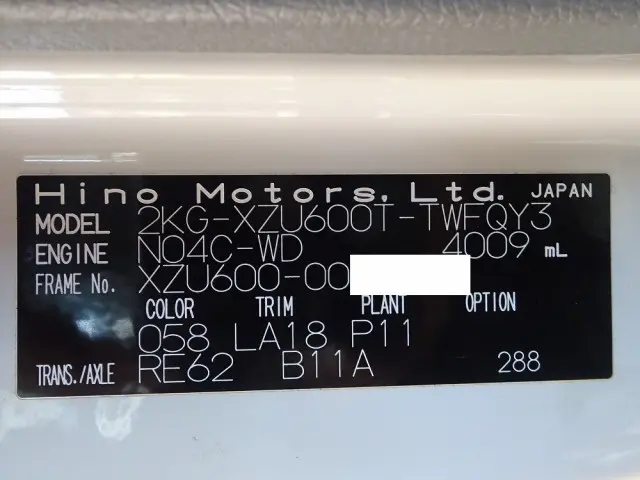 Hino Motors, Ltd. JAPAN
MODEL 2KG-XZU600T-TWFQY3
ENGINE N04C-WD 4009 mL
FRAME No. XZU600-00
COLOR TRIM PLANT OPTION
058 LA18 P11
TRANS./AXLE RE62 B11A 288